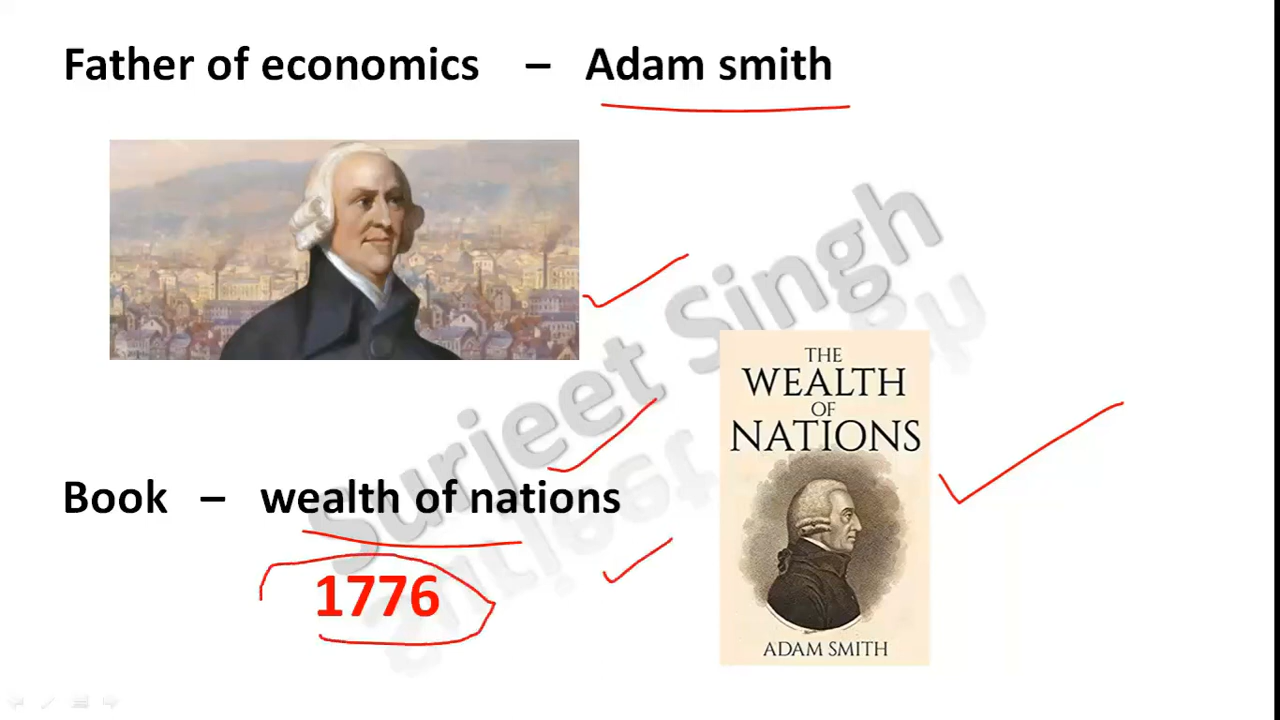 Father of economics – Adam smith
Surjeet Singh
THE
WEALTH
OF
NATIONS
Book – wealth of nations
1776
ADAM SMITH